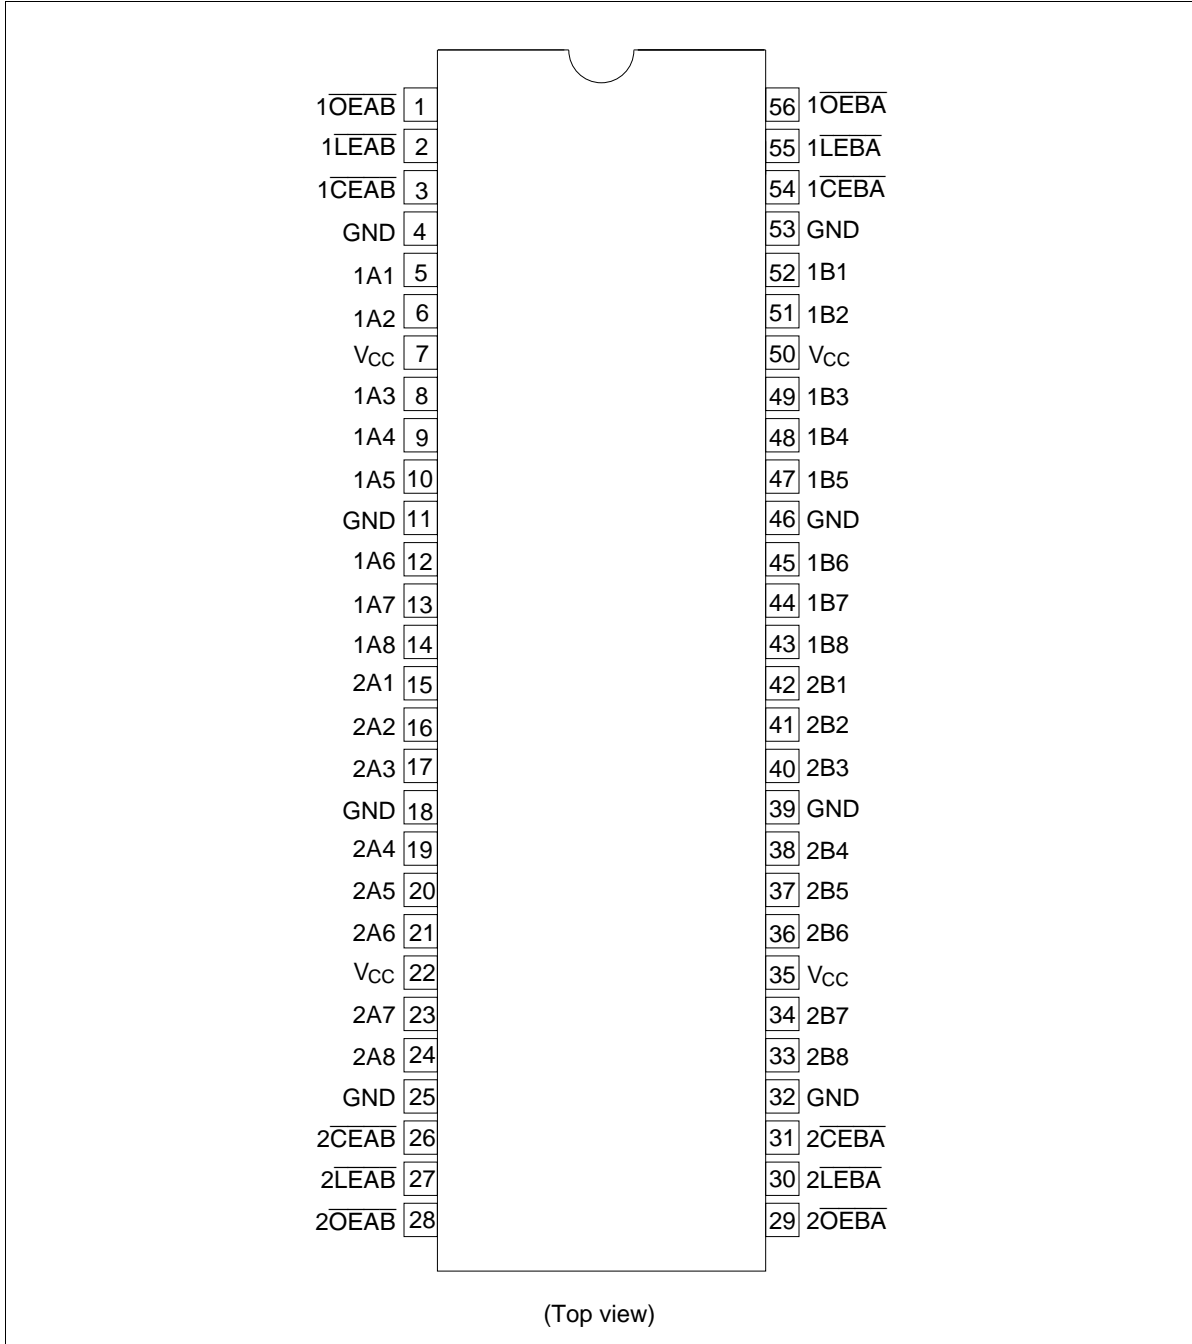 1OEAB 1 56 1OEBA
1LEAB 2 55 1LEBA
1CEAB 3 54 1CEBA
GND 4 53 GND
1A1 5 52 1B1
1A2 6 51 1B2
VCC 7 50 VCC
1A3 8 49 1B3
1A4 9 48 1B4
1A5 10 47 1B5
GND 11 46 GND
1A6 12 45 1B6
1A7 13 44 1B7
1A8 14 43 1B8
2A1 15 42 2B1
2A2 16 41 2B2
2A3 17 40 2B3
GND 18 39 GND
2A4 19 38 2B4
2A5 20 37 2B5
2A6 21 36 2B6
VCC 22 35 VCC
2A7 23 34 2B7
2A8 24 33 2B8
GND 25 32 GND
2CEAB 26 31 2CEBA
2LEAB 27 30 2LEBA
2OEAB 28 29 2OEBA
(Top view)